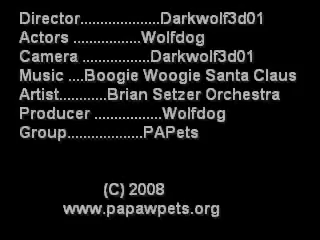 Director....................Darkwolf3d01
Actors .................Wolfdog
Camera .................Darkwolf3d01
Music ....Boogie Woogie Santa Claus
Artist............Brian Setzer Orchestra
Producer .................Wolfdog
Group...................PAPets
(C) 2008
www.papawpets.org